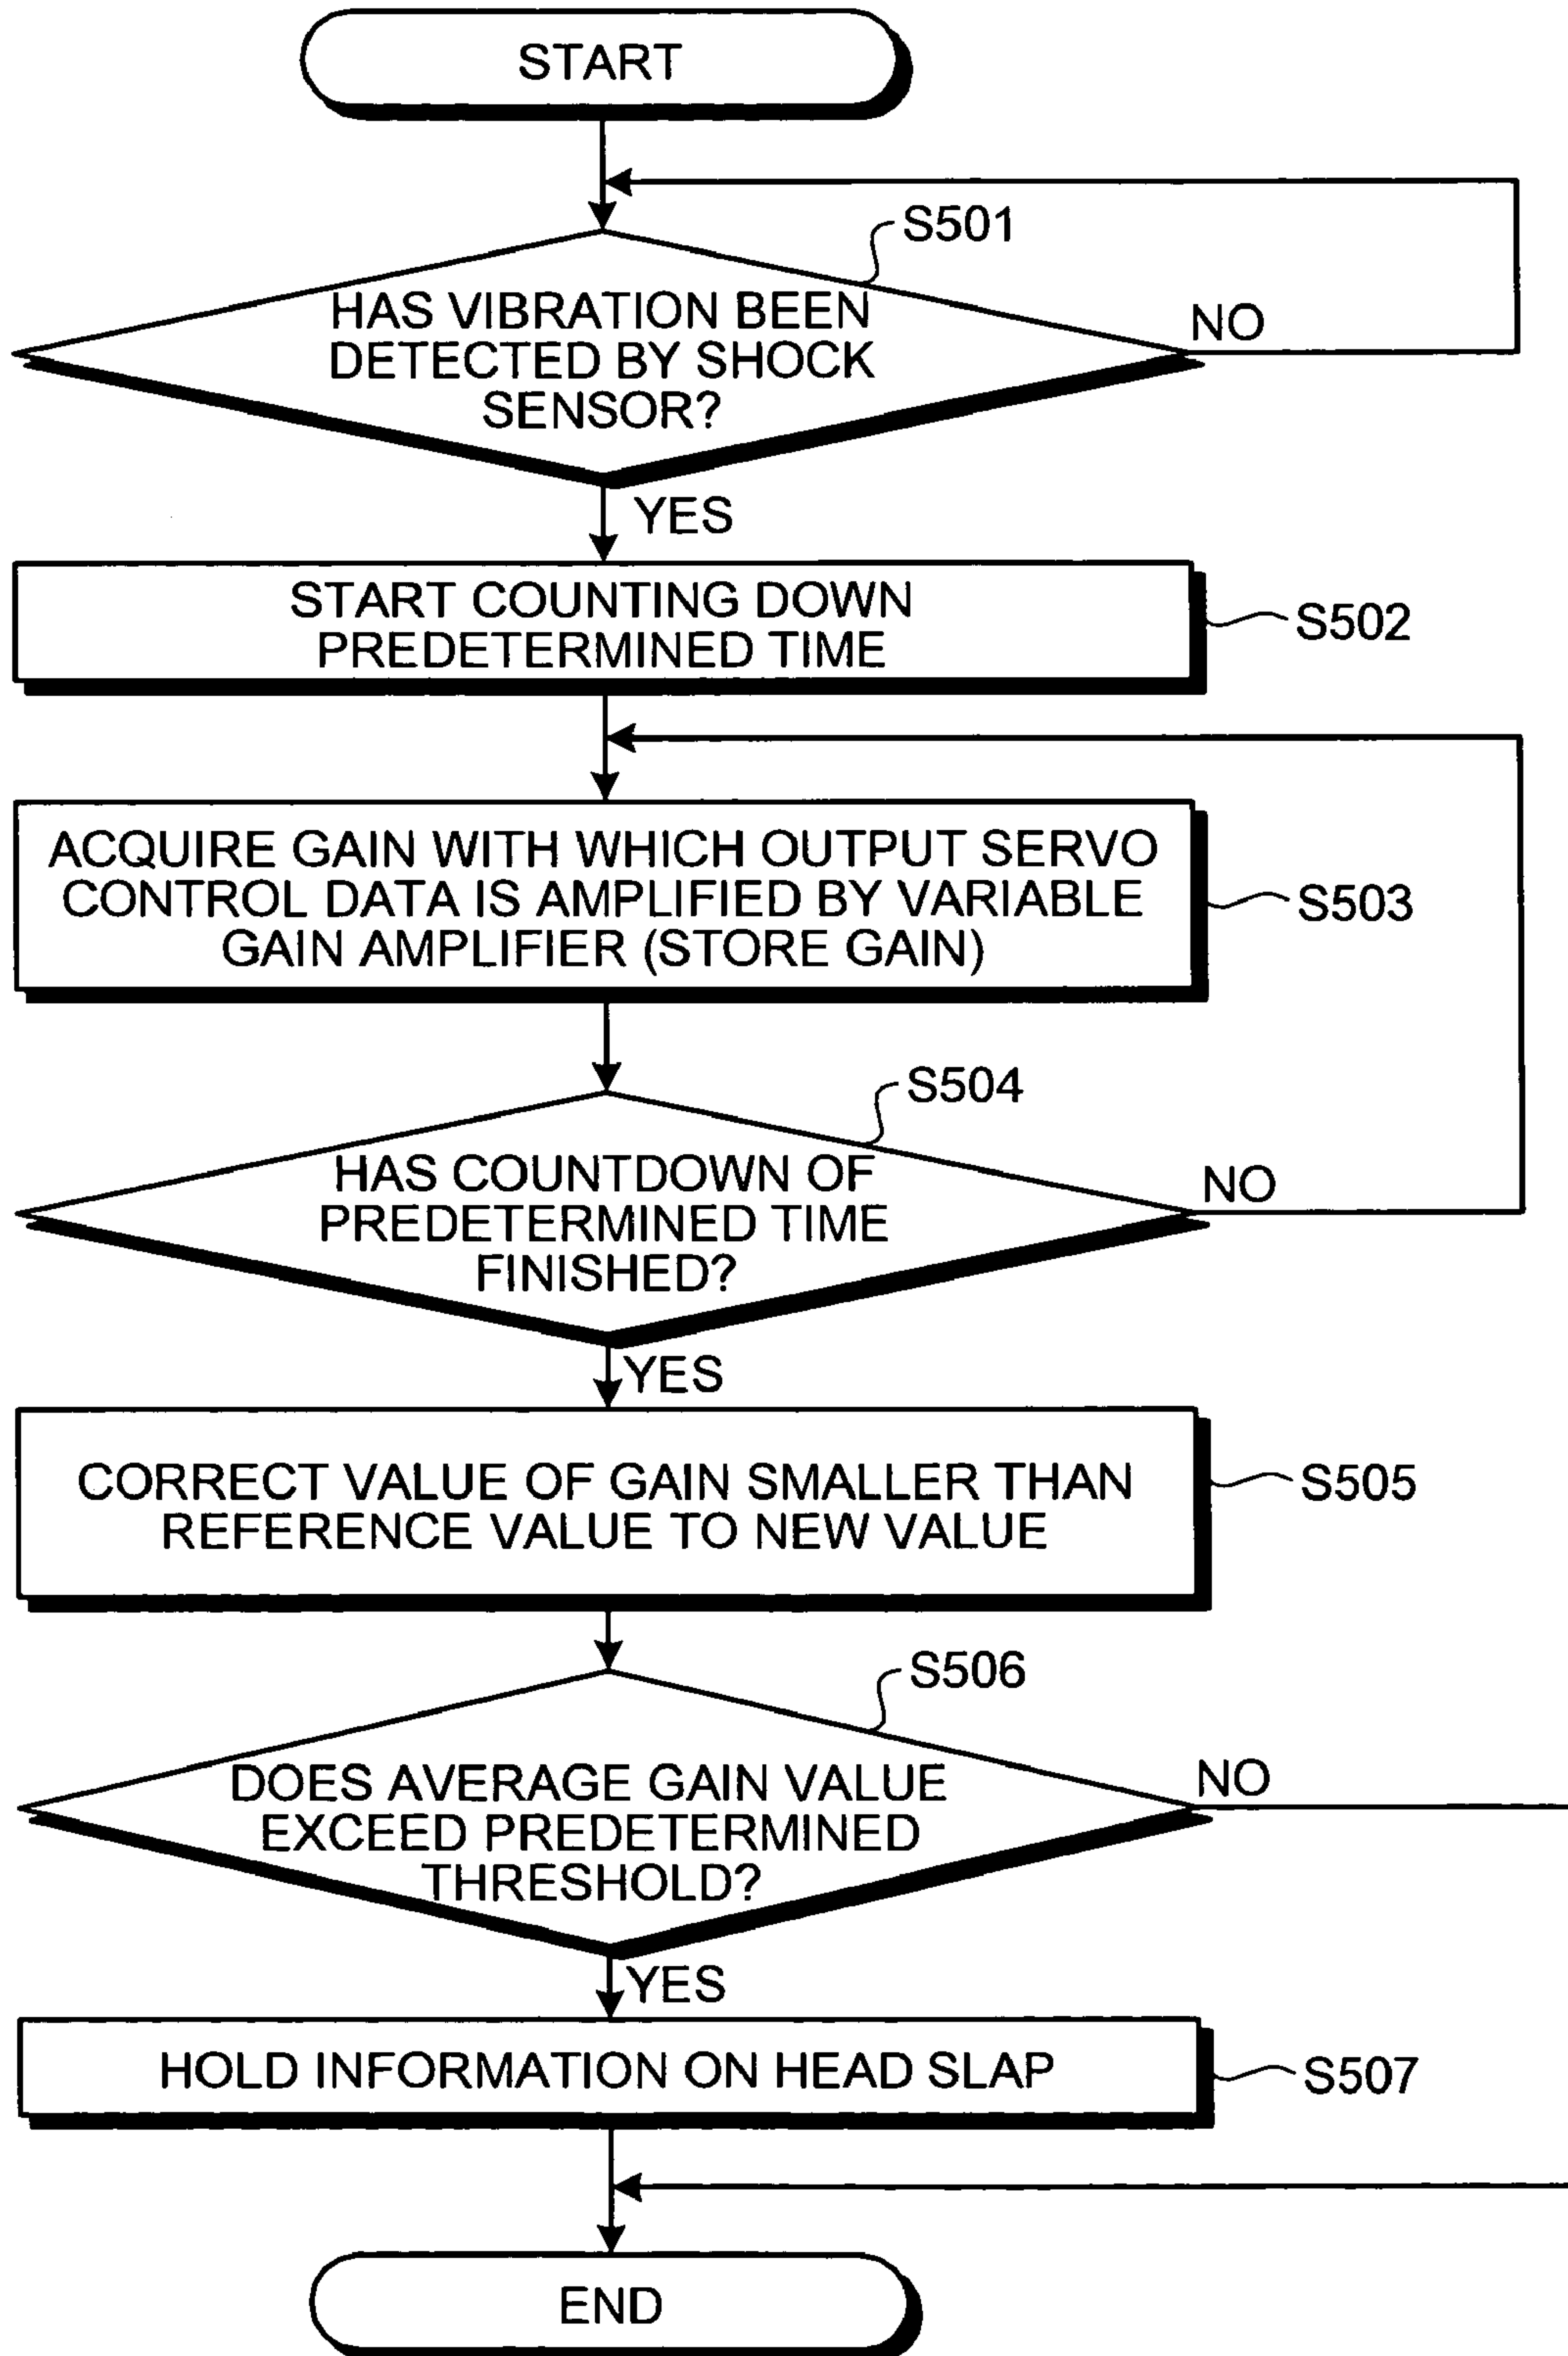 START
S501
HAS VIBRATION BEEN
DETECTED BY SHOCK
SENSOR?
NO
YES
START COUNTING DOWN
PREDETERMINED TIME
S502
ACQUIRE GAIN WITH WHICH OUTPUT SERVO
CONTROL DATA IS AMPLIFIED BY VARIABLE
GAIN AMPLIFIER (STORE GAIN)
S503
S504
HAS COUNTDOWN OF
PREDETERMINED TIME
FINISHED?
NO
YES
CORRECT VALUE OF GAIN SMALLER THAN
REFERENCE VALUE TO NEW VALUE
S505
S506
DOES AVERAGE GAIN VALUE
EXCEED PREDETERMINED
THRESHOLD?
NO
YES
HOLD INFORMATION ON HEAD SLAP
S507
END